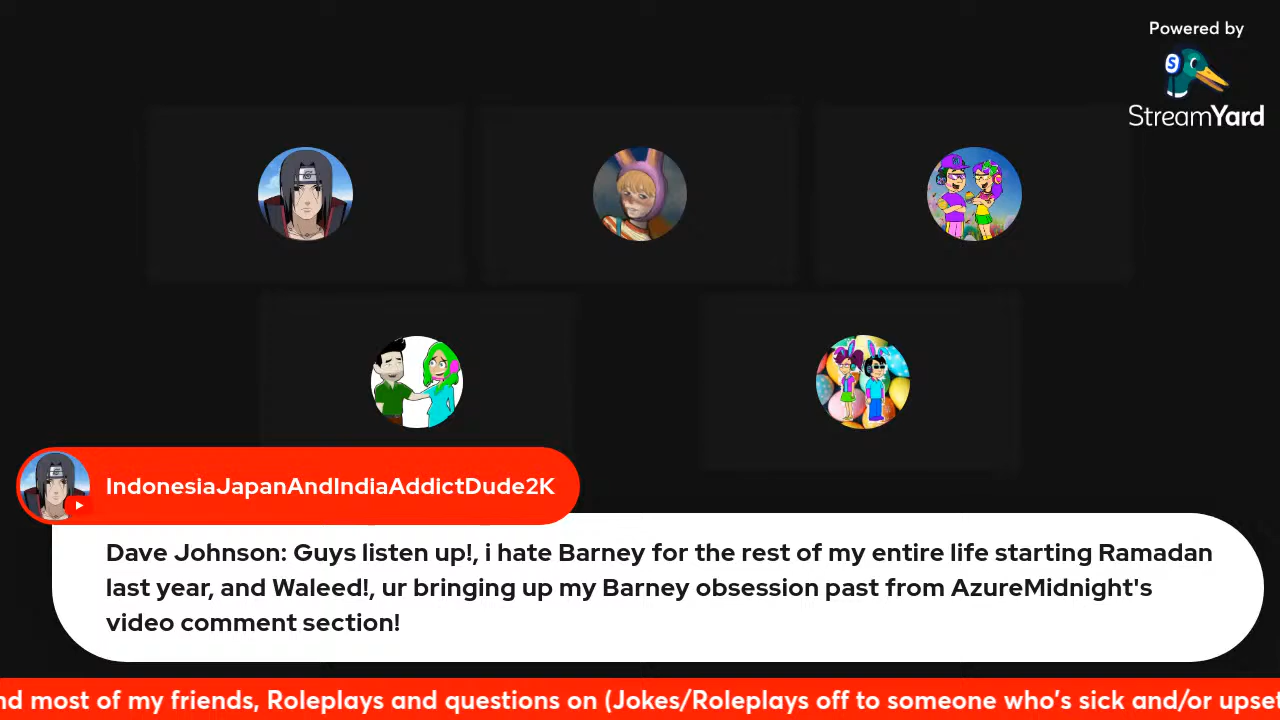 Powered by
StreamYard
IndonesiaJapanAndIndiaAddictDude2K
Dave Johnson: Guys listen up!, i hate Barney for the rest of my entire life starting Ramadan
last year, and Waleed!, ur bringing up my Barney obsession past from AzureMidnight's
video comment section!
nd most of my friends, Roleplays and questions on (Jokes/Roleplays off to someone who's sick and/or upse